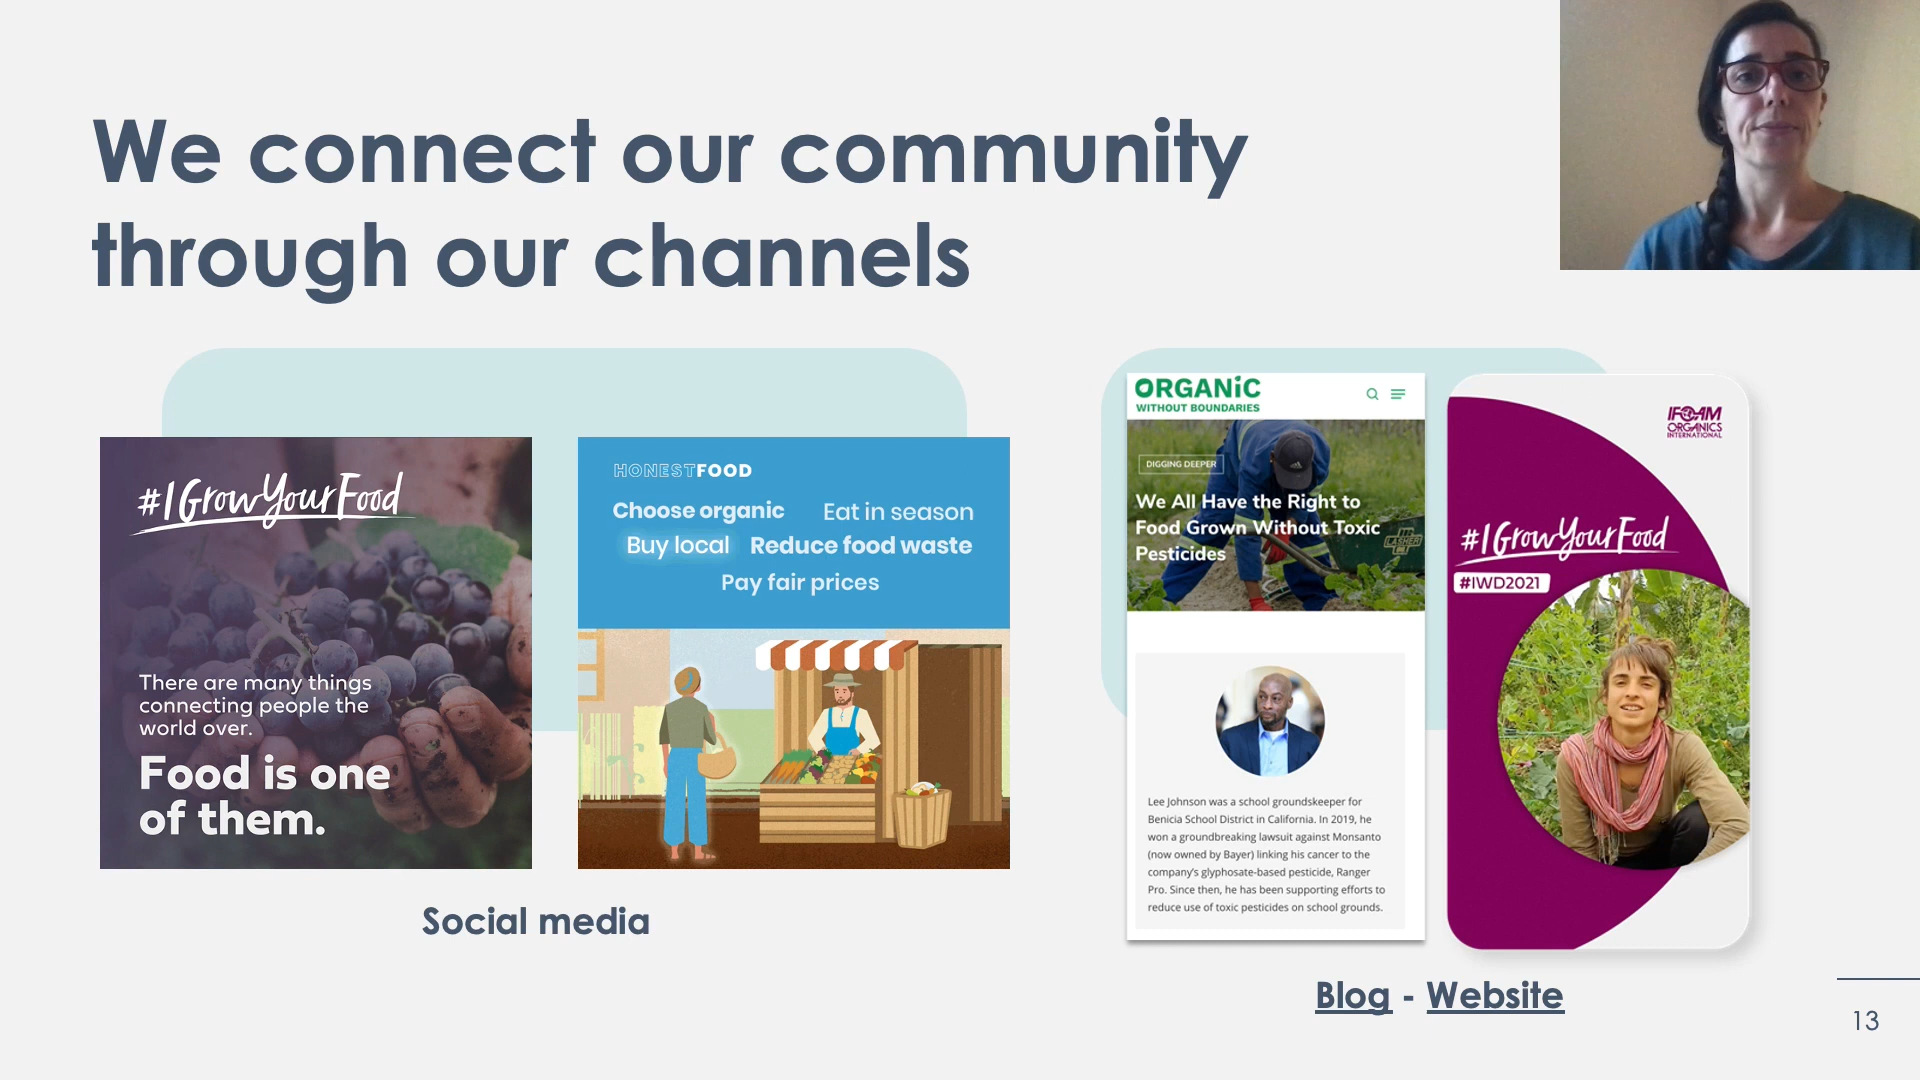 We connect our community
through our channels
#IGrowYourFood
There are many things
connecting people the
world over.
Food is one
of them.
HONESTFOOD
Choose organic Eat in season
Buy local Reduce food waste
Pay fair prices
Social media
ORGANiC
WITHOUT BOUNDARIES
DIGGING DEEPER
We All Have the Right to
Food Grown Without Toxic
Pesticides
LASHER
Lee Johnson was a school groundskeeper for
Benicia School District in California. In 2019, he
won a groundbreaking lawsuit against Monsanto
(now owned by Bayer) linking his cancer to the
company's glyphosate-based pesticide, Ranger
Pro. Since then, he has been supporting efforts to
reduce use of toxic pesticides on school grounds.
IFOAM
ORGANICS
INTERNATIONAL
#IGrowYourFood
#IWD2021
Blog - Website
13